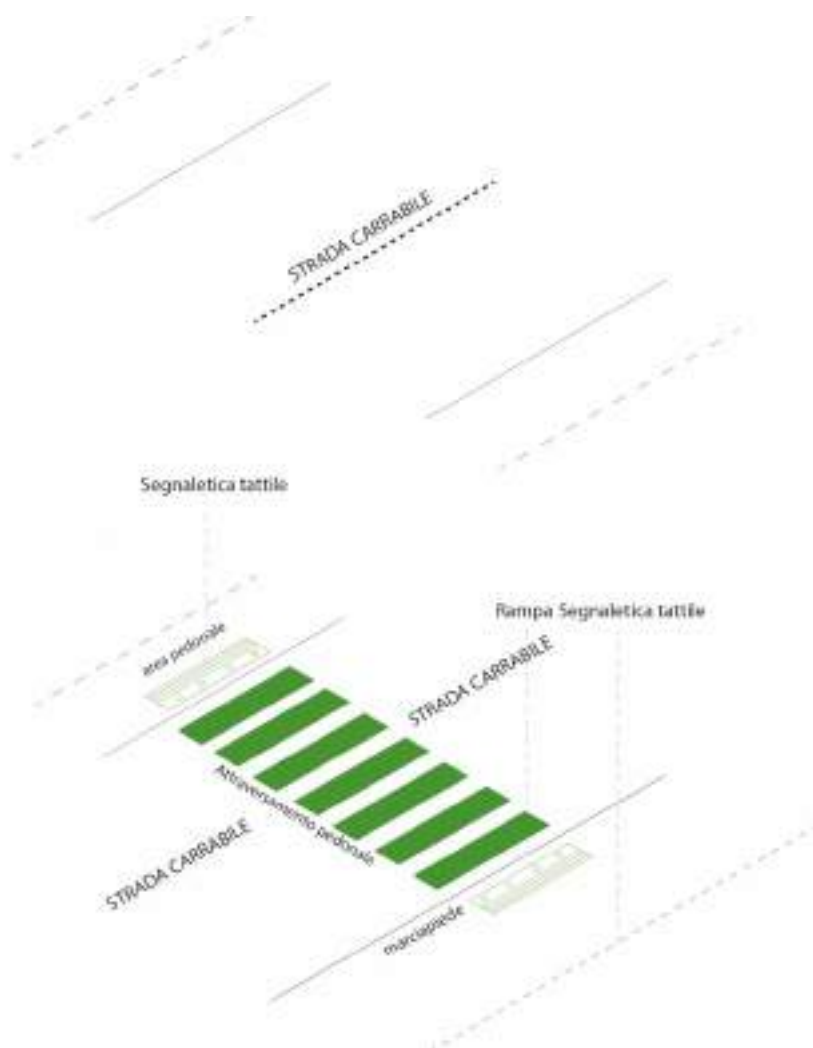 STRADA CARRABILE
Segnaletica tattile
Rampa Segnaletica tattile
area pedonale
STRADA CARRABILE
Attraversamento pedonale
STRADA CARRABILE
marciapiede